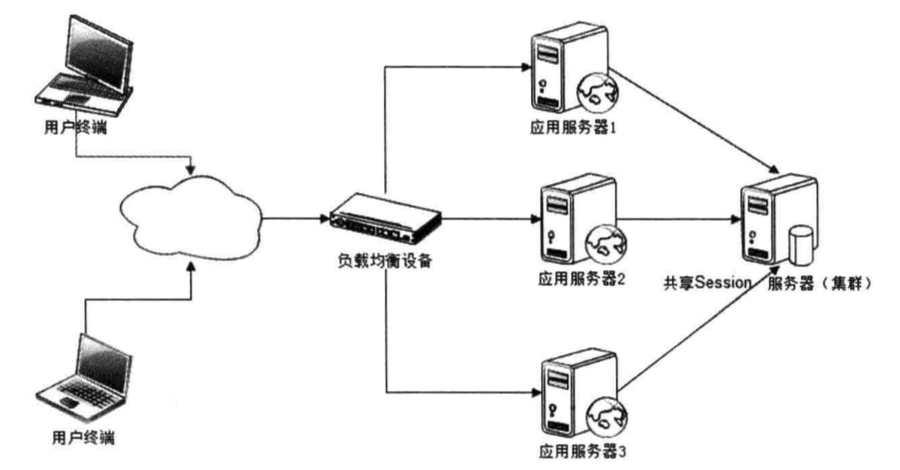 用户终端
应用服务器1
负载均衡设备
应用服务器2
共享Session 服务器（集群）
用户终端
应用服务器3